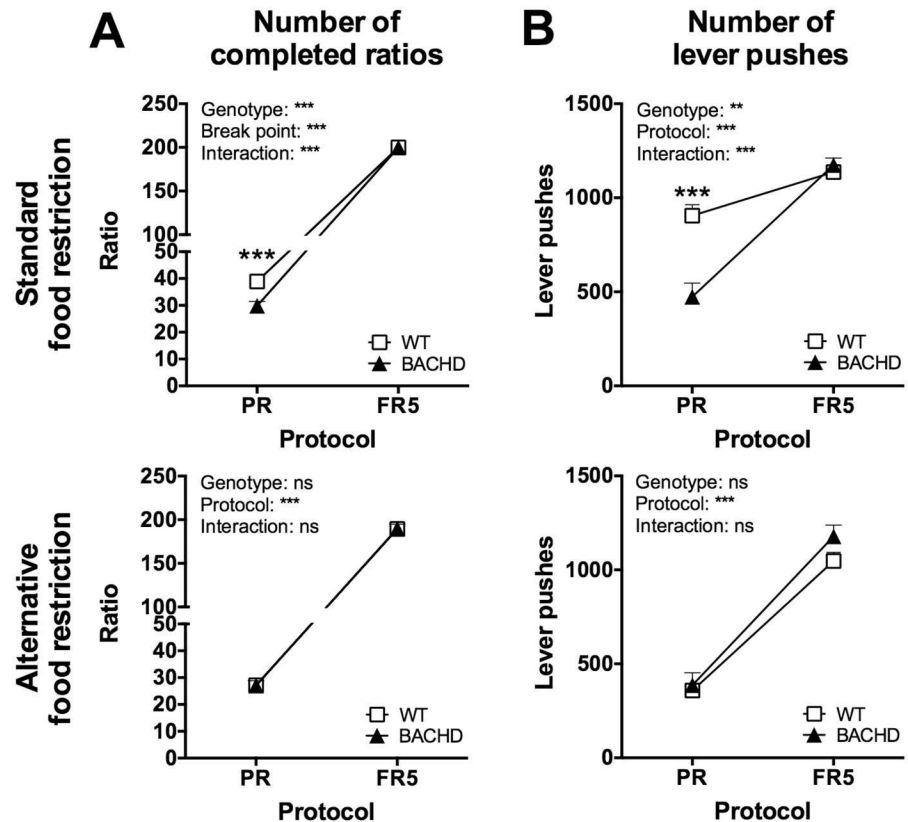 A
Number of
completed ratios
B
Number of
lever pushes
Standard
food restriction
Ratio
250
200
150
100
50
40
30
20
10
0
Genotype: ***
Break point: ***
Interaction: ***
***
WT
BACHD
PR
FR5
Protocol
Lever pushes
1500
1000
500
0
Genotype: **
Protocol: ***
Interaction: ***
***
WT
BACHD
PR
FR5
Protocol
Alternative
food restriction
Ratio
250
200
150
100
50
40
30
20
10
0
Genotype: ns
Protocol: ***
Interaction: ns
WT
BACHD
PR
FR5
Protocol
Lever pushes
1500
1000
500
0
Genotype: ns
Protocol: ***
Interaction: ns
WT
BACHD
PR
FR5
Protocol